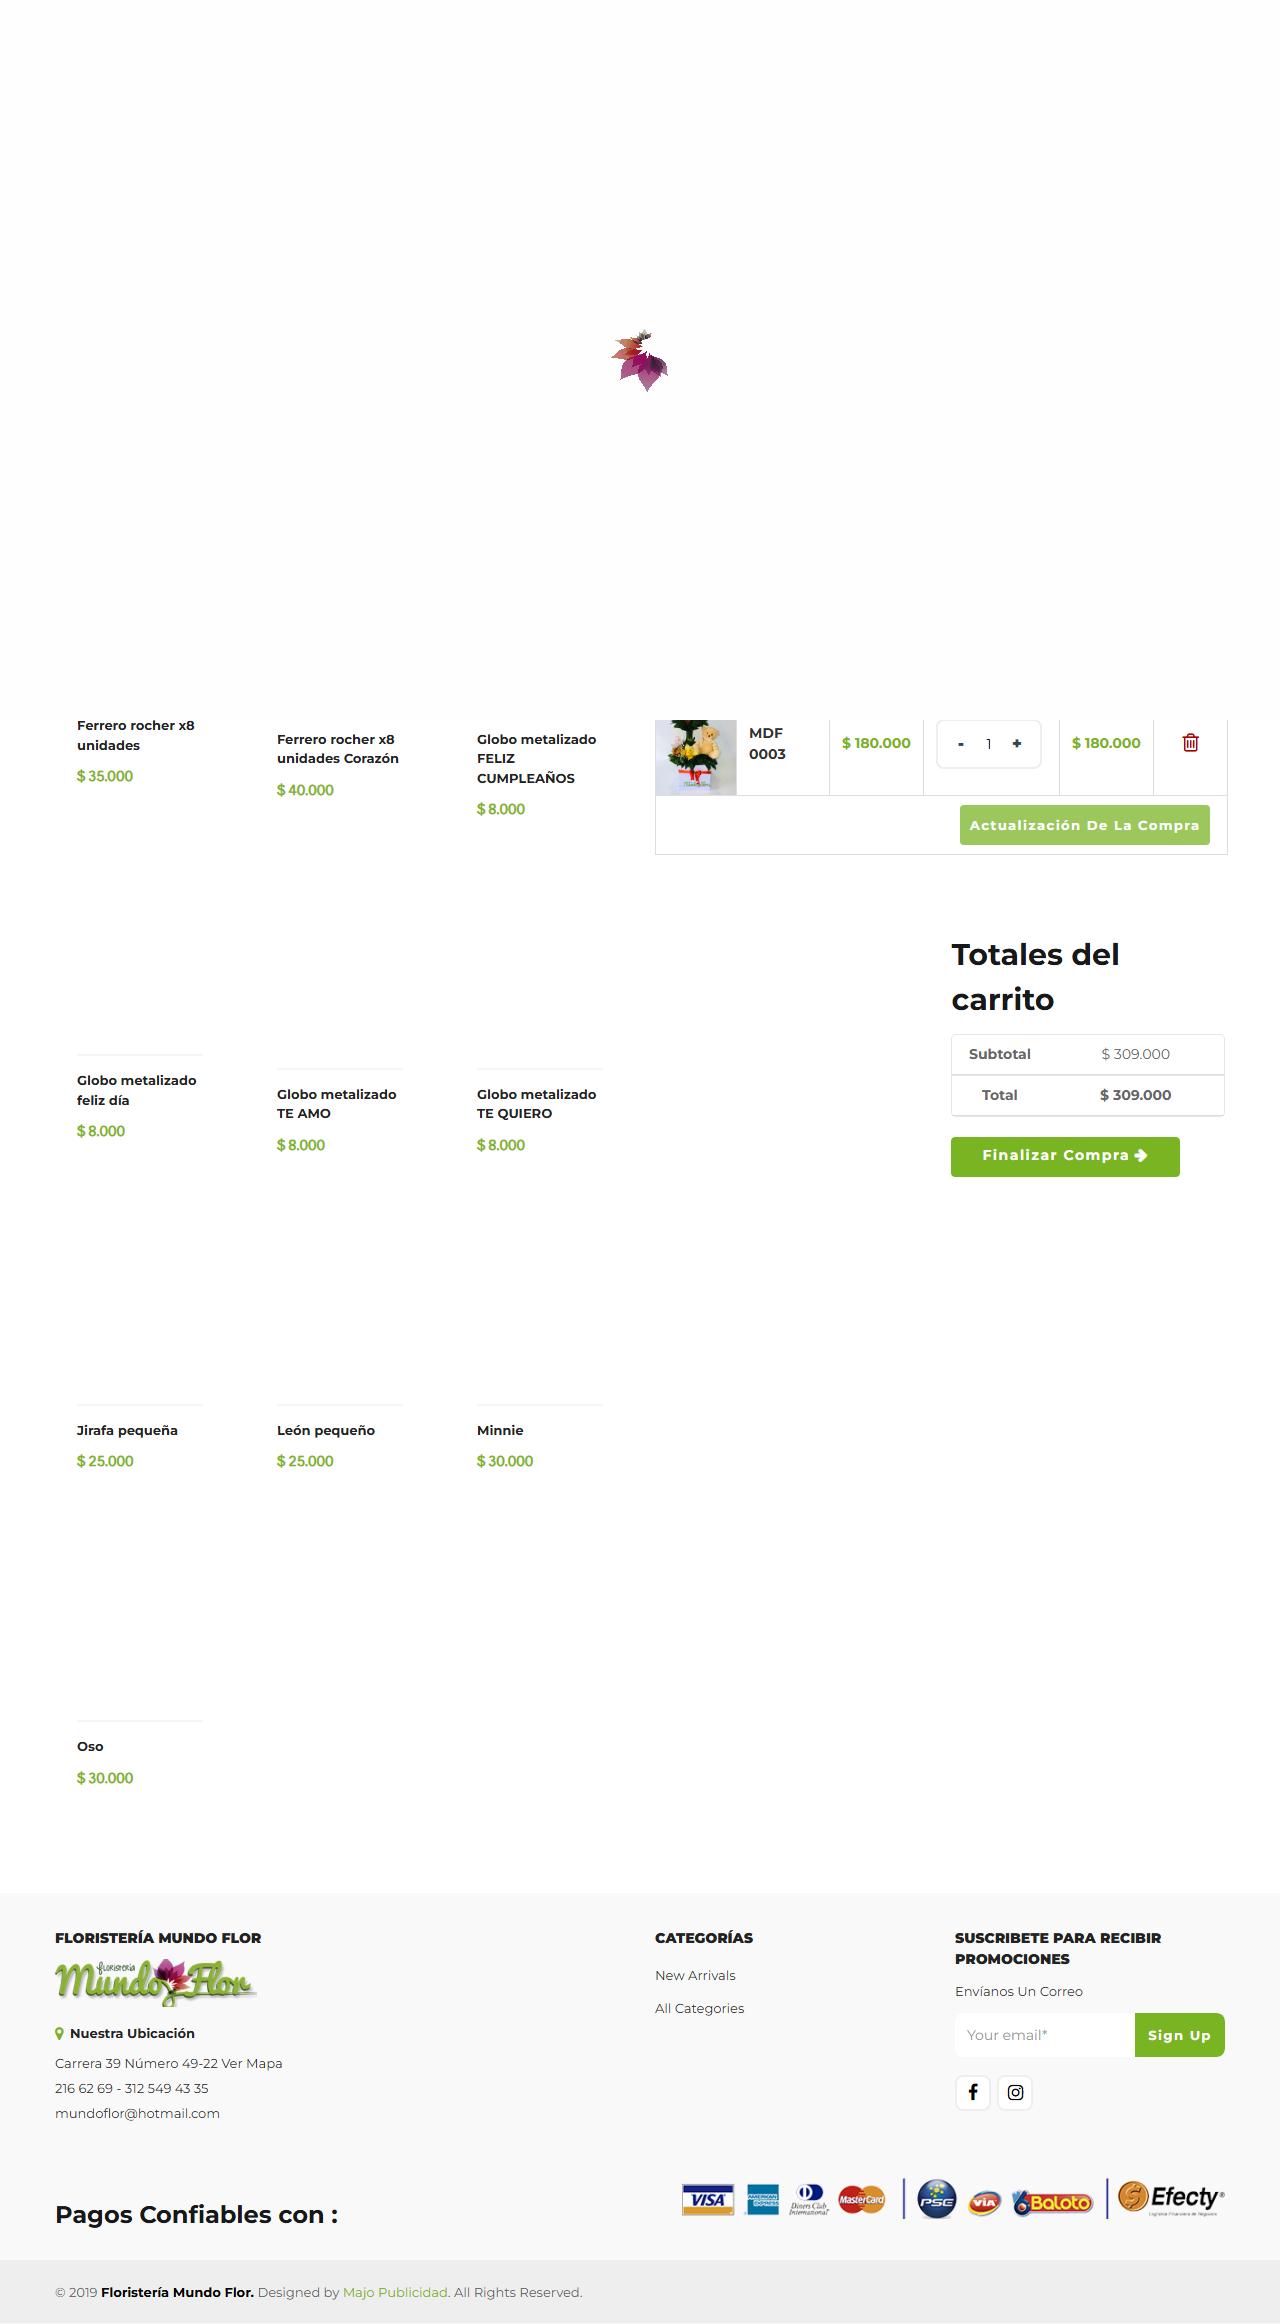 Ferrero rocher x8
unidades
$ 35.000
Ferrero rocher x8
unidades Corazón
$ 40.000
Globo metalizado
FELIZ
CUMPLEAÑOS
$ 8.000
MDF
0003
$ 180.000
- 1 +
$ 180.000
Actualización De La Compra
Globo metalizado
feliz día
$ 8.000
Globo metalizado
TE AMO
$ 8.000
Globo metalizado
TE QUIERO
$ 8.000
Totales del
carrito
Subtotal $ 309.000
Total $ 309.000
Finalizar Compra
Jirafa pequeña
$ 25.000
León pequeño
$ 25.000
Minnie
$ 30.000
Oso
$ 30.000
FLORISTERÍA MUNDO FLOR
FLORISTERÍA
Mundo Flor
Nuestra Ubicación
Carrera 39 Número 49-22 Ver Mapa
216 62 69 - 312 549 43 35
mundoflor@hotmail.com
CATEGORÍAS
New Arrivals
All Categories
SUSCRIBETE PARA RECIBIR
PROMOCIONES
Envíanos Un Correo
Your email*
Sign Up
Pagos Confiables con :
VISA
AMERICAN EXPRESS
Diners Club
International
MasterCard
PSE
VIA
Baloto
Efecty
© 2019 Floristería Mundo Flor. Designed by Majo Publicidad. All Rights Reserved.